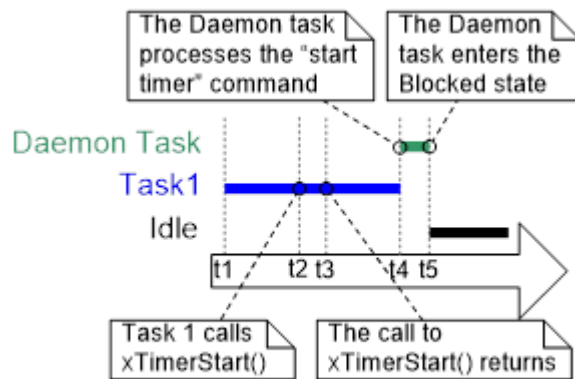 The Daemon task
processes the “start
timer” command
The Daemon
task enters the
Blocked state
Daemon Task
Task1
Idle
t1 t2 t3 t4 t5
Task 1 calls
xTimerStart()
The call to
xTimerStart() returns